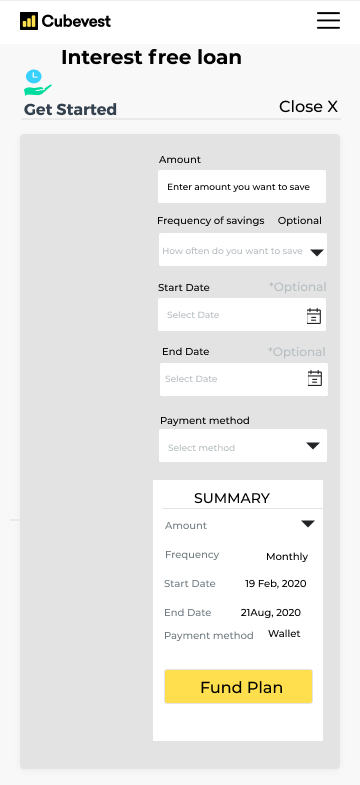 Cubevest
Interest free loan
Get Started
Close X
Amount
Enter amount you want to save
Frequency of savings Optional
How often do you want to save
Start Date *Optional
Select Date
End Date *Optional
Select Date
Payment method
Select method
SUMMARY
Amount
Frequency Monthly
Start Date 19 Feb, 2020
End Date 21Aug, 2020
Payment method Wallet
Fund Plan